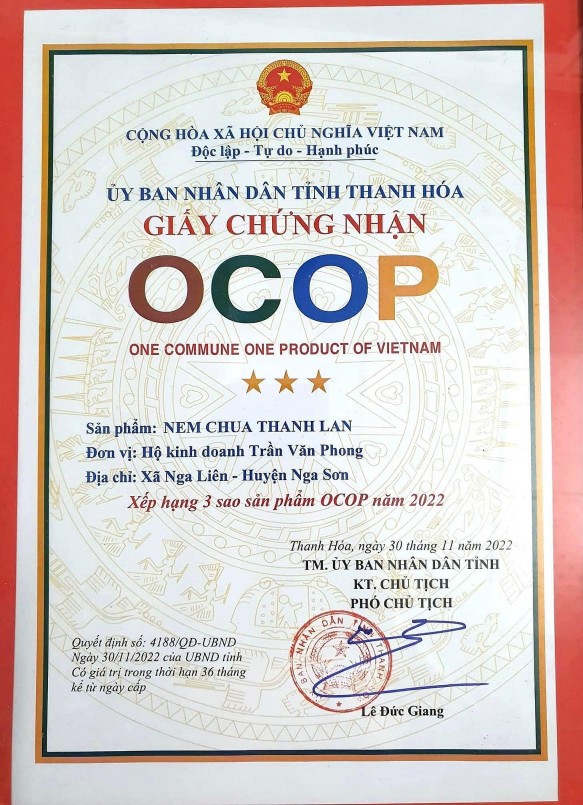 CỘNG HÒA XÃ HỘI CHỦ NGHĨA VIỆT NAM
Độc lập - Tự do - Hạnh phúc
ỦY BAN NHÂN DÂN TỈNH THANH HÓA
GIẤY CHỨNG NHẬN
OCOP
ONE COMMUNE ONE PRODUCT OF VIETNAM
Sản phẩm: NEM CHUA THANH LAN
Đơn vị: Hộ kinh doanh Trần Văn Phong
Địa chỉ: Xã Nga Liên - Huyện Nga Sơn
Xếp hạng 3 sao sản phẩm OCOP năm 2022
Thanh Hóa, ngày 30 tháng 11 năm 2022
TM. ỦY BAN NHÂN DÂN TỈNH
KT. CHỦ TỊCH
PHÓ CHỦ TỊCH
BAN NHÂN DÂN
Quyết định số: 4188/QĐ-UBND
Ngày 30/11/2022 của UBND tỉnh
Có giá trị trong thời hạn 36 tháng
kể từ ngày cấp
Lê Đức Giang